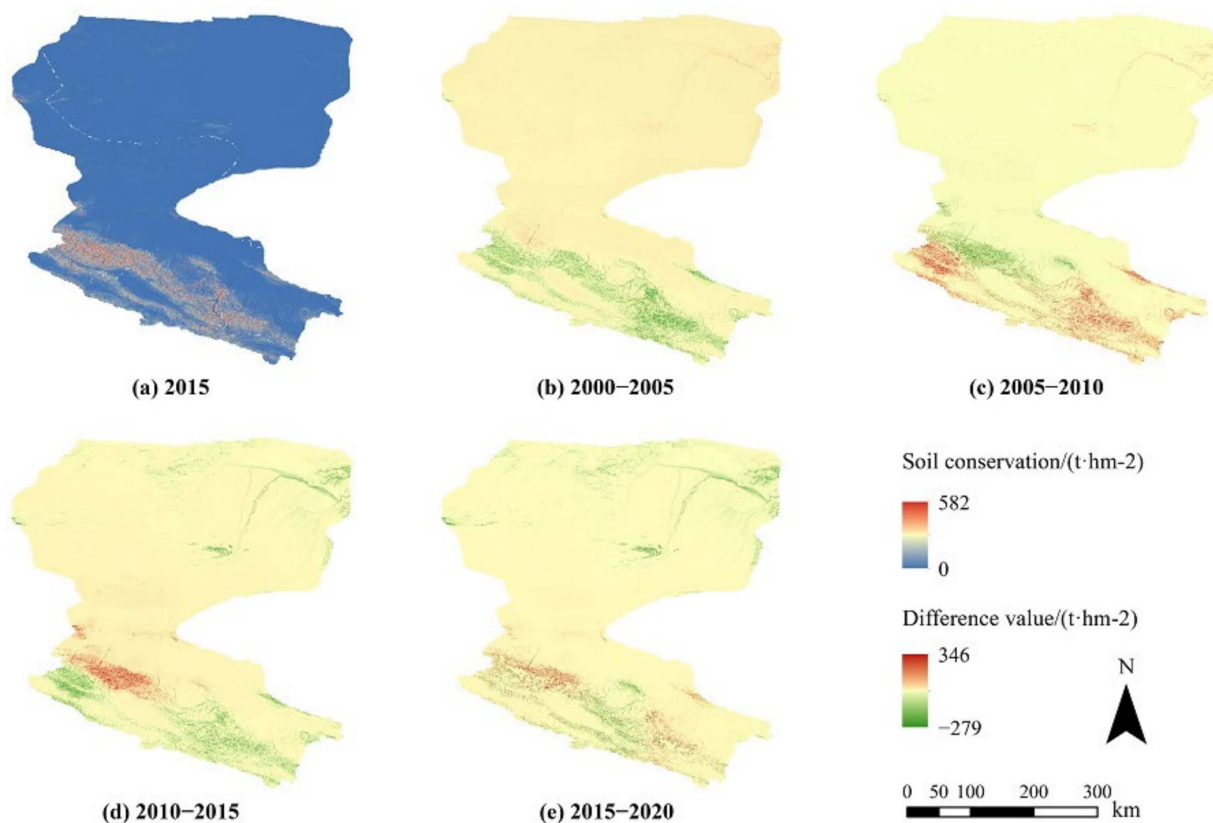 (a) 2015
(b) 2000−2005
(c) 2005−2010
(d) 2010−2015
(e) 2015−2020
Soil conservation/(t·hm-2)
582
0
Difference value/(t·hm-2)
346
−279
N
0 50 100 200 300
km